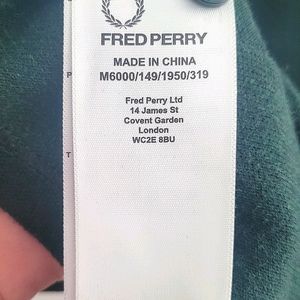 FRED PERRY
MADE IN CHINA
M6000/149/1950/319
Fred Perry Ltd
14 James St
Covent Garden
London
WC2E 8BU
P
T